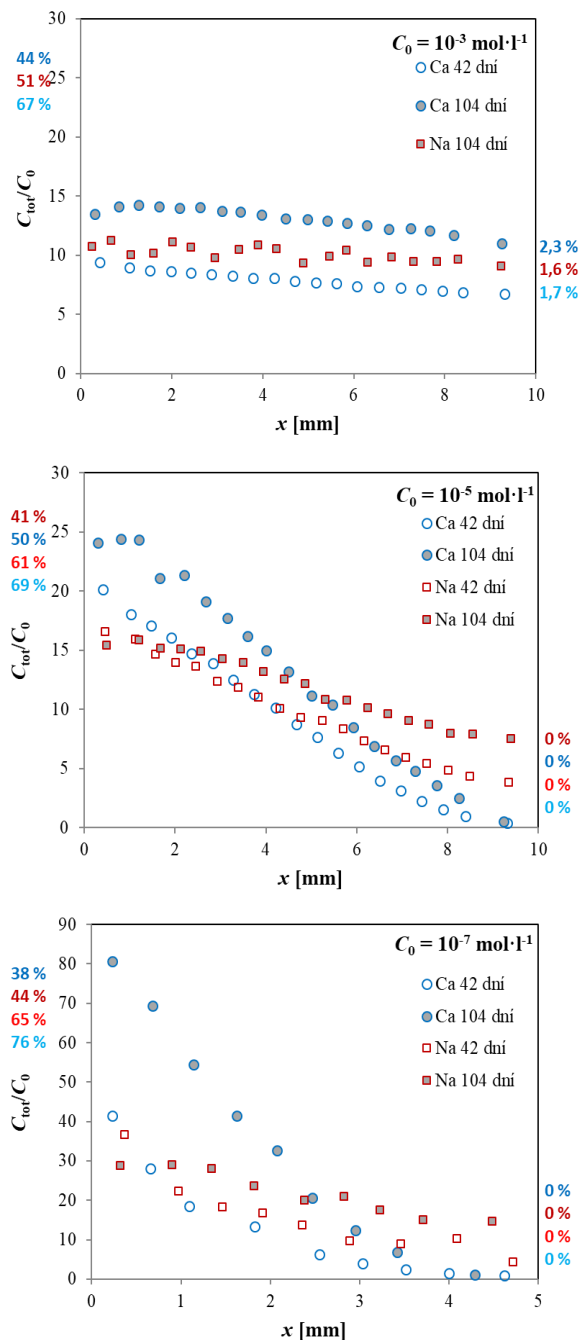 C₀ = 10⁻³ mol·l⁻¹
Ca 42 dní
Ca 104 dní
Na 104 dní
44 %
51 %
67 %
30
25
20
15
10
5
0
Cₜₒₜ/C₀
2,3 %
1,6 %
1,7 %
0 2 4 6 8 10
x [mm]
C₀ = 10⁻⁵ mol·l⁻¹
Ca 42 dní
Ca 104 dní
Na 42 dní
Na 104 dní
41 %
50 %
61 %
69 %
30
25
20
15
10
5
0
Cₜₒₜ/C₀
0 %
0 %
0 %
0 %
0 2 4 6 8 10
x [mm]
C₀ = 10⁻⁷ mol·l⁻¹
Ca 42 dní
Ca 104 dní
Na 42 dní
Na 104 dní
38 %
44 %
65 %
76 %
90
80
70
60
50
40
30
20
10
0
Cₜₒₜ/C₀
0 %
0 %
0 %
0 %
0 1 2 3 4 5
x [mm]